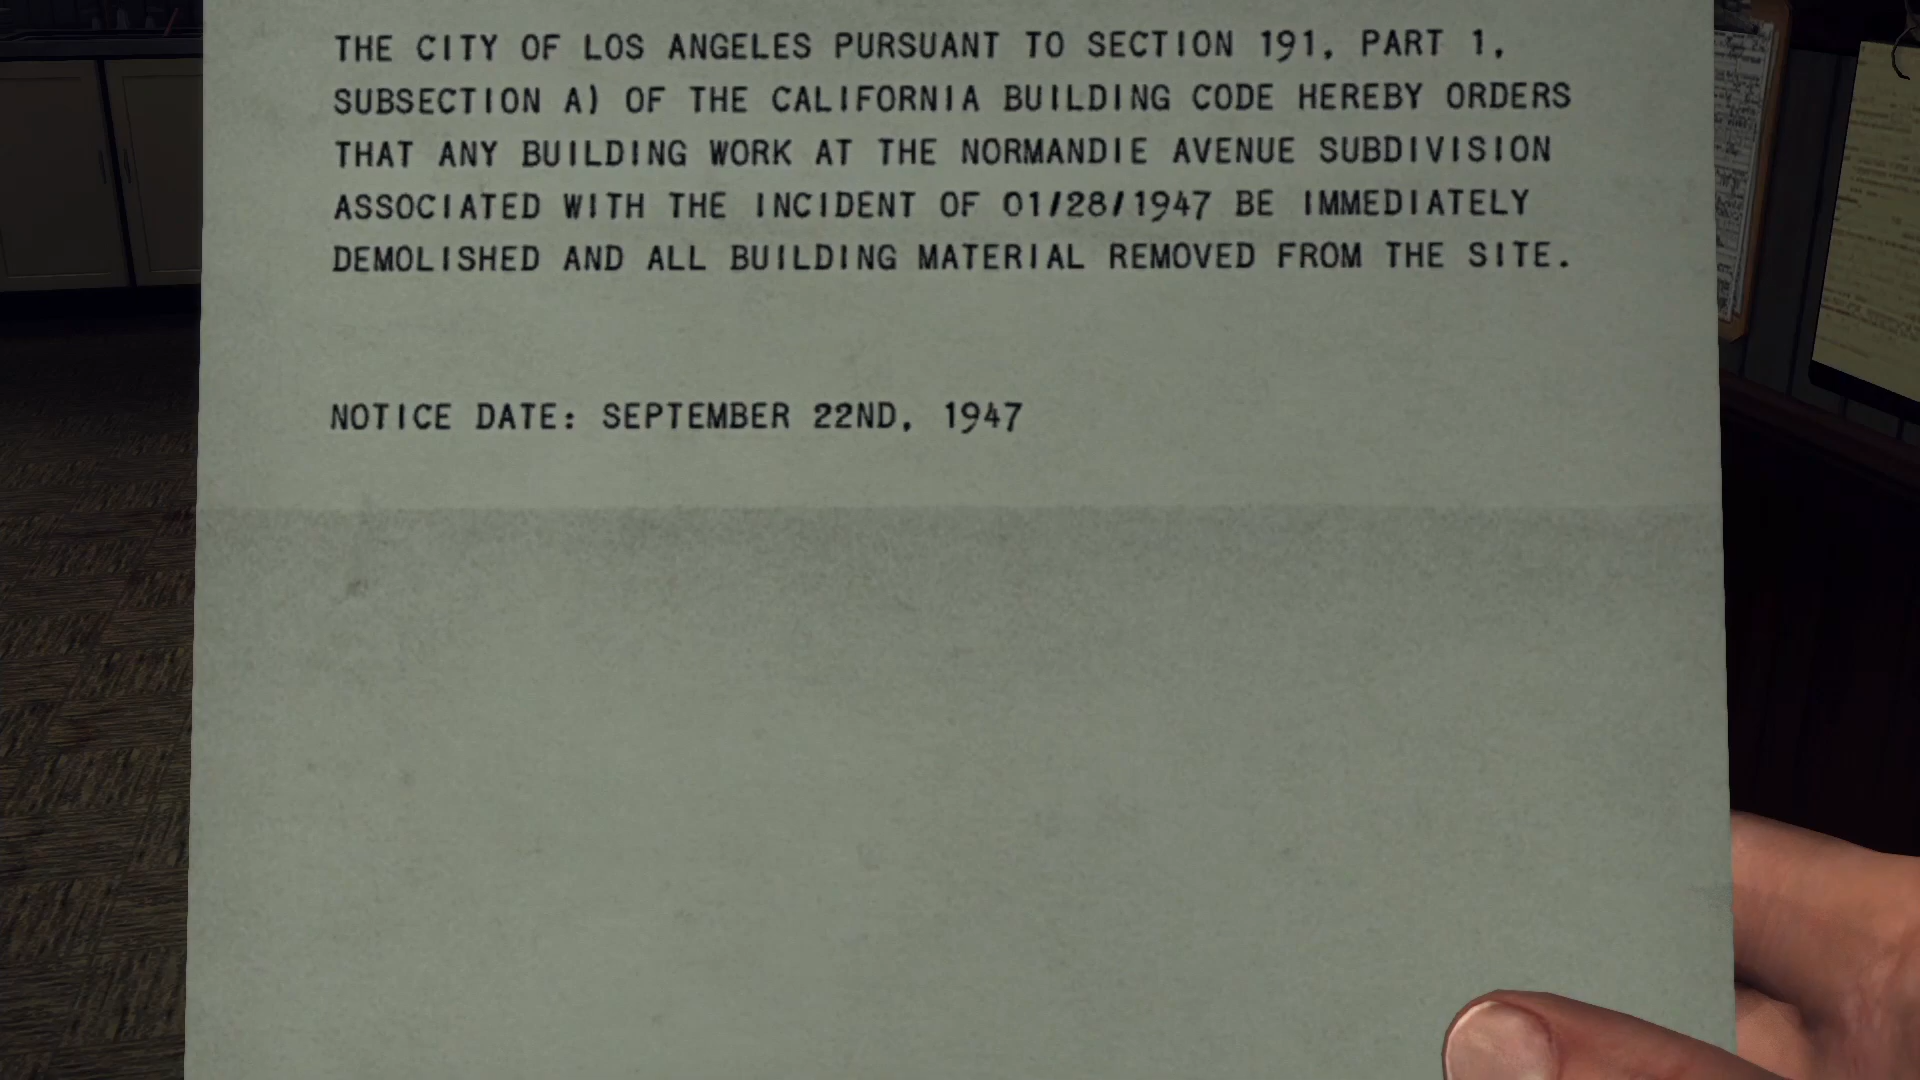 THE CITY OF LOS ANGELES PURSUANT TO SECTION 191, PART 1,
SUBSECTION A) OF THE CALIFORNIA BUILDING CODE HEREBY ORDERS
THAT ANY BUILDING WORK AT THE NORMANDIE AVENUE SUBDIVISION
ASSOCIATED WITH THE INCIDENT OF 01/28/1947 BE IMMEDIATELY
DEMOLISHED AND ALL BUILDING MATERIAL REMOVED FROM THE SITE.
NOTICE DATE: SEPTEMBER 22ND, 1947